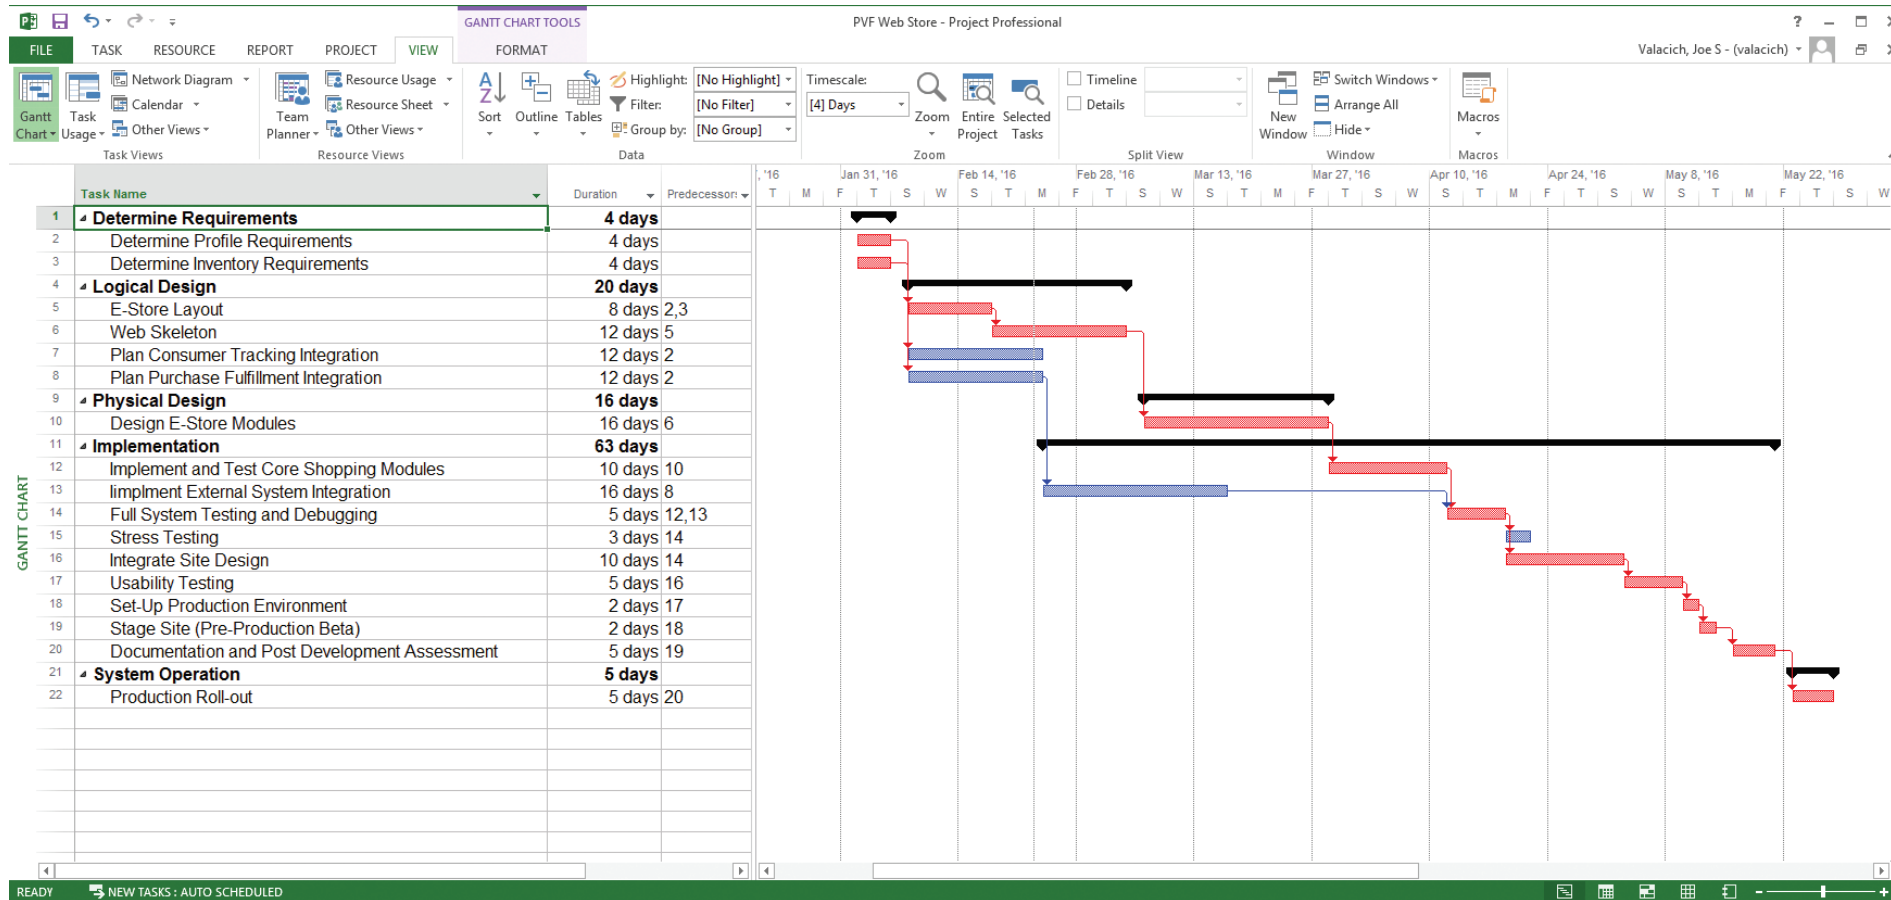 GANTT CHART TOOLS
PVF Web Store - Project Professional
?
FILE TASK RESOURCE REPORT PROJECT VIEW FORMAT
Valacich, Joe S - (valacich)
Gantt Chart
Task Usage
Network Diagram
Calendar
Other Views
Task Views
Team Planner
Resource Usage
Resource Sheet
Other Views
Resource Views
Sort
Outline
Tables
Highlight: [No Highlight]
Filter: [No Filter]
Group by: [No Group]
Data
Timescale:
[4] Days
Zoom
Entire Project
Selected Tasks
Zoom
Timeline
Details
Split View
New Window
Switch Windows
Arrange All
Hide
Window
Macros
Macros
, '16 Jan 31, '16 Feb 14, '16 Feb 28, '16 Mar 13, '16 Mar 27, '16 Apr 10, '16 Apr 24, '16 May 8, '16 May 22, '16
Task Name Duration Predecessors
T M F T S W S T M F T S W S T M F T S W S T M F T S W S T M F T S W
1 Determine Requirements 4 days
2 Determine Profile Requirements 4 days
3 Determine Inventory Requirements 4 days
4 Logical Design 20 days
5 E-Store Layout 8 days 2,3
6 Web Skeleton 12 days 5
7 Plan Consumer Tracking Integration 12 days 2
8 Plan Purchase Fulfillment Integration 12 days 2
9 Physical Design 16 days
10 Design E-Store Modules 16 days 6
11 Implementation 63 days
12 Implement and Test Core Shopping Modules 10 days 10
13 Iimplment External System Integration 16 days 8
14 Full System Testing and Debugging 5 days 12,13
15 Stress Testing 3 days 14
16 Integrate Site Design 10 days 14
17 Usability Testing 5 days 16
18 Set-Up Production Environment 2 days 17
19 Stage Site (Pre-Production Beta) 2 days 18
20 Documentation and Post Development Assessment 5 days 19
21 System Operation 5 days
22 Production Roll-out 5 days 20
GANTT CHART
READY NEW TASKS : AUTO SCHEDULED